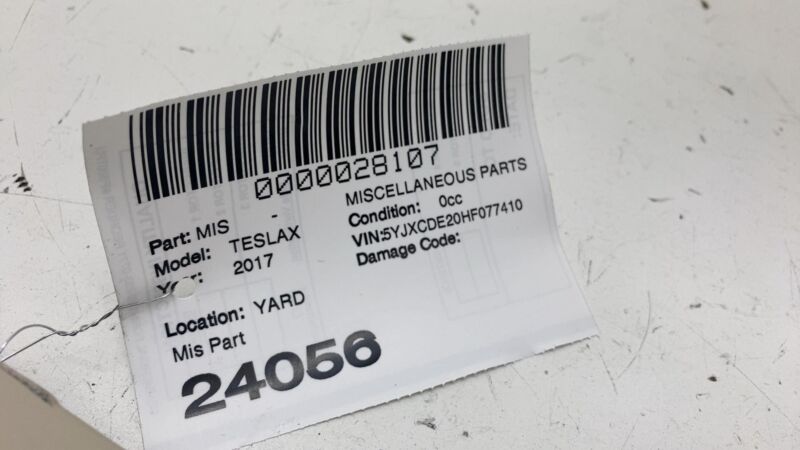 0000028107
Part: MIS - MISCELLANEOUS PARTS
Model: TESLAX Condition: 0cc
Year: 2017 VIN:5YJXCDE20HF077410
Damage Code:
Location: YARD
Mis Part
24056